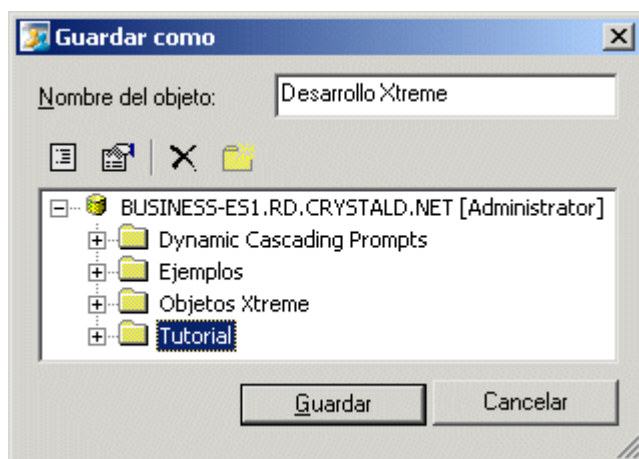 Guardar como
Nombre del objeto: Desarrollo Xtreme
BUSINESS-ES1.RD.CRYSTALD.NET [Administrator]
Dynamic Cascading Prompts
Ejemplos
Objetos Xtreme
Tutorial
Guardar Cancelar